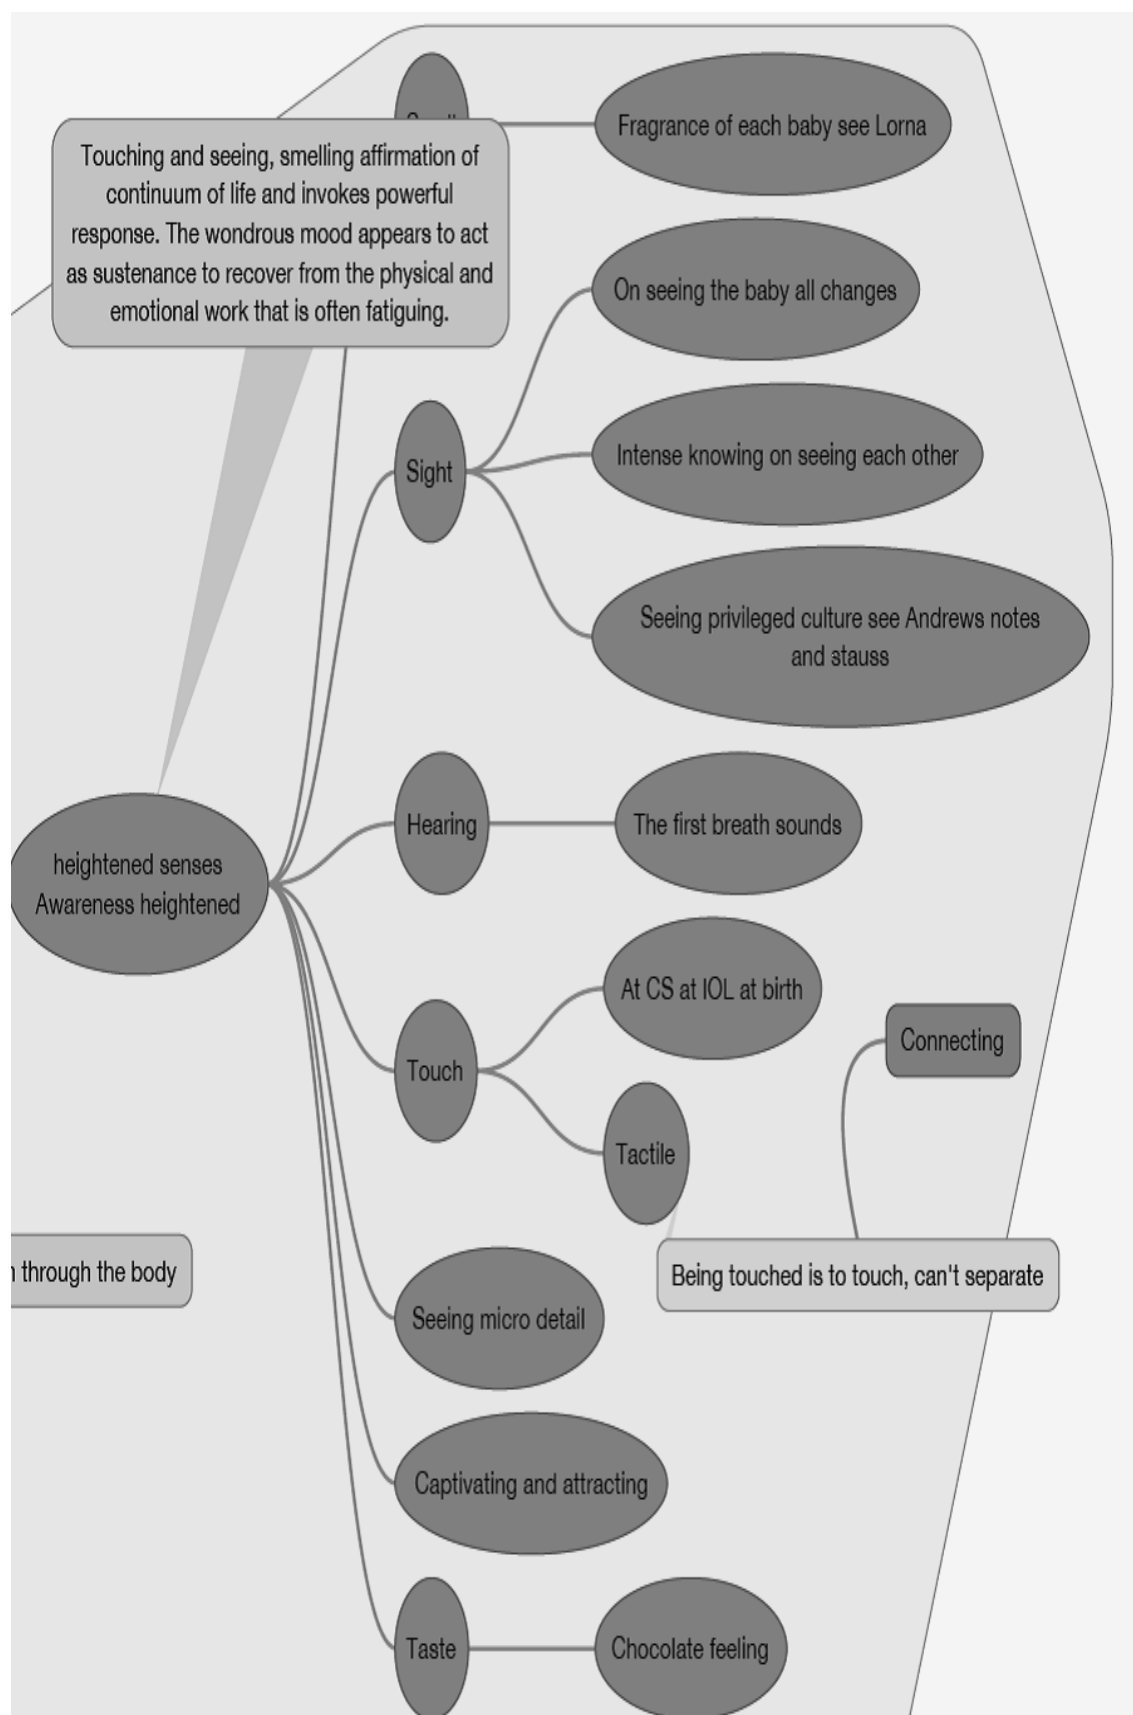 Fragrance of each baby see Lorna
Touching and seeing, smelling affirmation of
continuum of life and invokes powerful
response. The wondrous mood appears to act
as sustenance to recover from the physical and
emotional work that is often fatiguing.
On seeing the baby all changes
Sight
Intense knowing on seeing each other
Seeing privileged culture see Andrews notes
and stauss
Hearing
The first breath sounds
heightened senses
Awareness heightened
At CS at IOL at birth
Connecting
Touch
Tactile
through the body
Being touched is to touch, can't separate
Seeing micro detail
Captivating and attracting
Taste
Chocolate feeling